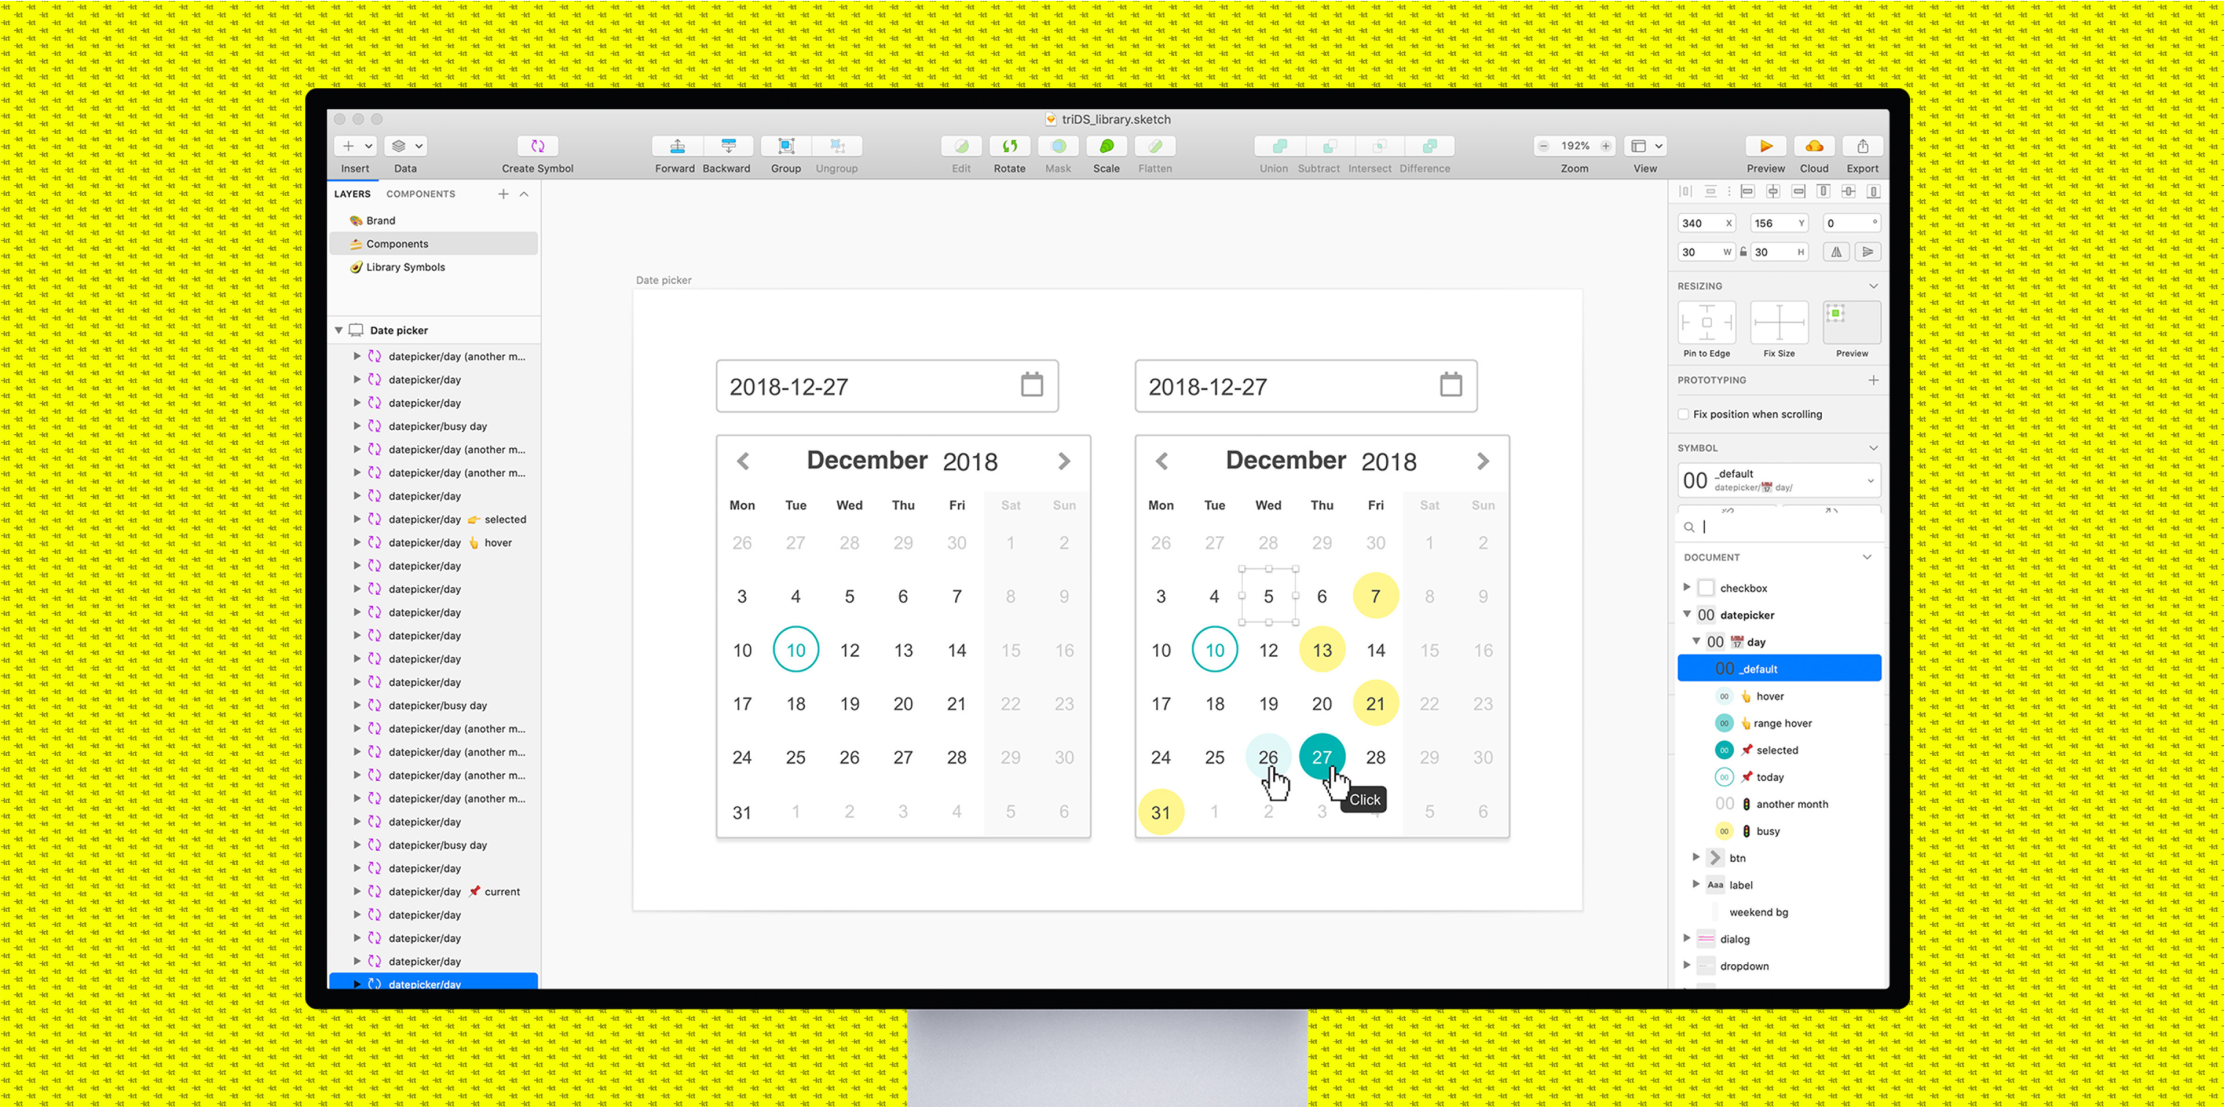 triDS_library.sketch
192%
Insert
Data
Create Symbol
Forward
Backward
Group
Ungroup
Edit
Rotate
Mask
Scale
Flatten
Union
Subtract
Intersect
Difference
Zoom
View
Preview
Cloud
Export
LAYERS
COMPONENTS
Brand
Components
Library Symbols
Date picker
datepicker/day (another m...
datepicker/day
datepicker/day
datepicker/busy day
datepicker/day (another m...
datepicker/day (another m...
datepicker/day
datepicker/day 👉 selected
datepicker/day 👆 hover
datepicker/day
datepicker/day
datepicker/day
datepicker/day
datepicker/day
datepicker/day
datepicker/busy day
datepicker/day (another m...
datepicker/day (another m...
datepicker/day (another m...
datepicker/day (another m...
datepicker/day
datepicker/busy day
datepicker/day
datepicker/day 📌 current
datepicker/day
datepicker/day
datepicker/day
datepicker/day
Date picker
2018-12-27
December 2018
Mon Tue Wed Thu Fri Sat Sun
26 27 28 29 30 1 2
3 4 5 6 7 8 9
10 10 12 13 14 15 16
17 18 19 20 21 22 23
24 25 26 27 28 29 30
31 1 2 3 4 5 6
2018-12-27
December 2018
Mon Tue Wed Thu Fri Sat Sun
26 27 28 29 30 1 2
3 4 5 6 7 8 9
10 10 12 13 14 15 16
17 18 19 20 21 22 23
24 25 26 27 28 29 30
Click
31 1 2 3 5 6
340 X 156 Y 0 °
30 W 30 H
RESIZING
Pin to Edge
Fix Size
Preview
PROTOTYPING
Fix position when scrolling
SYMBOL
00 _default
datepicker/📅 day/
DOCUMENT
checkbox
00 datepicker
00 📅 day
00 _default
00 👆 hover
00 👆 range hover
00 📌 selected
00 📌 today
00 🚦 another month
00 🚦 busy
btn
Aaa label
weekend bg
dialog
dropdown